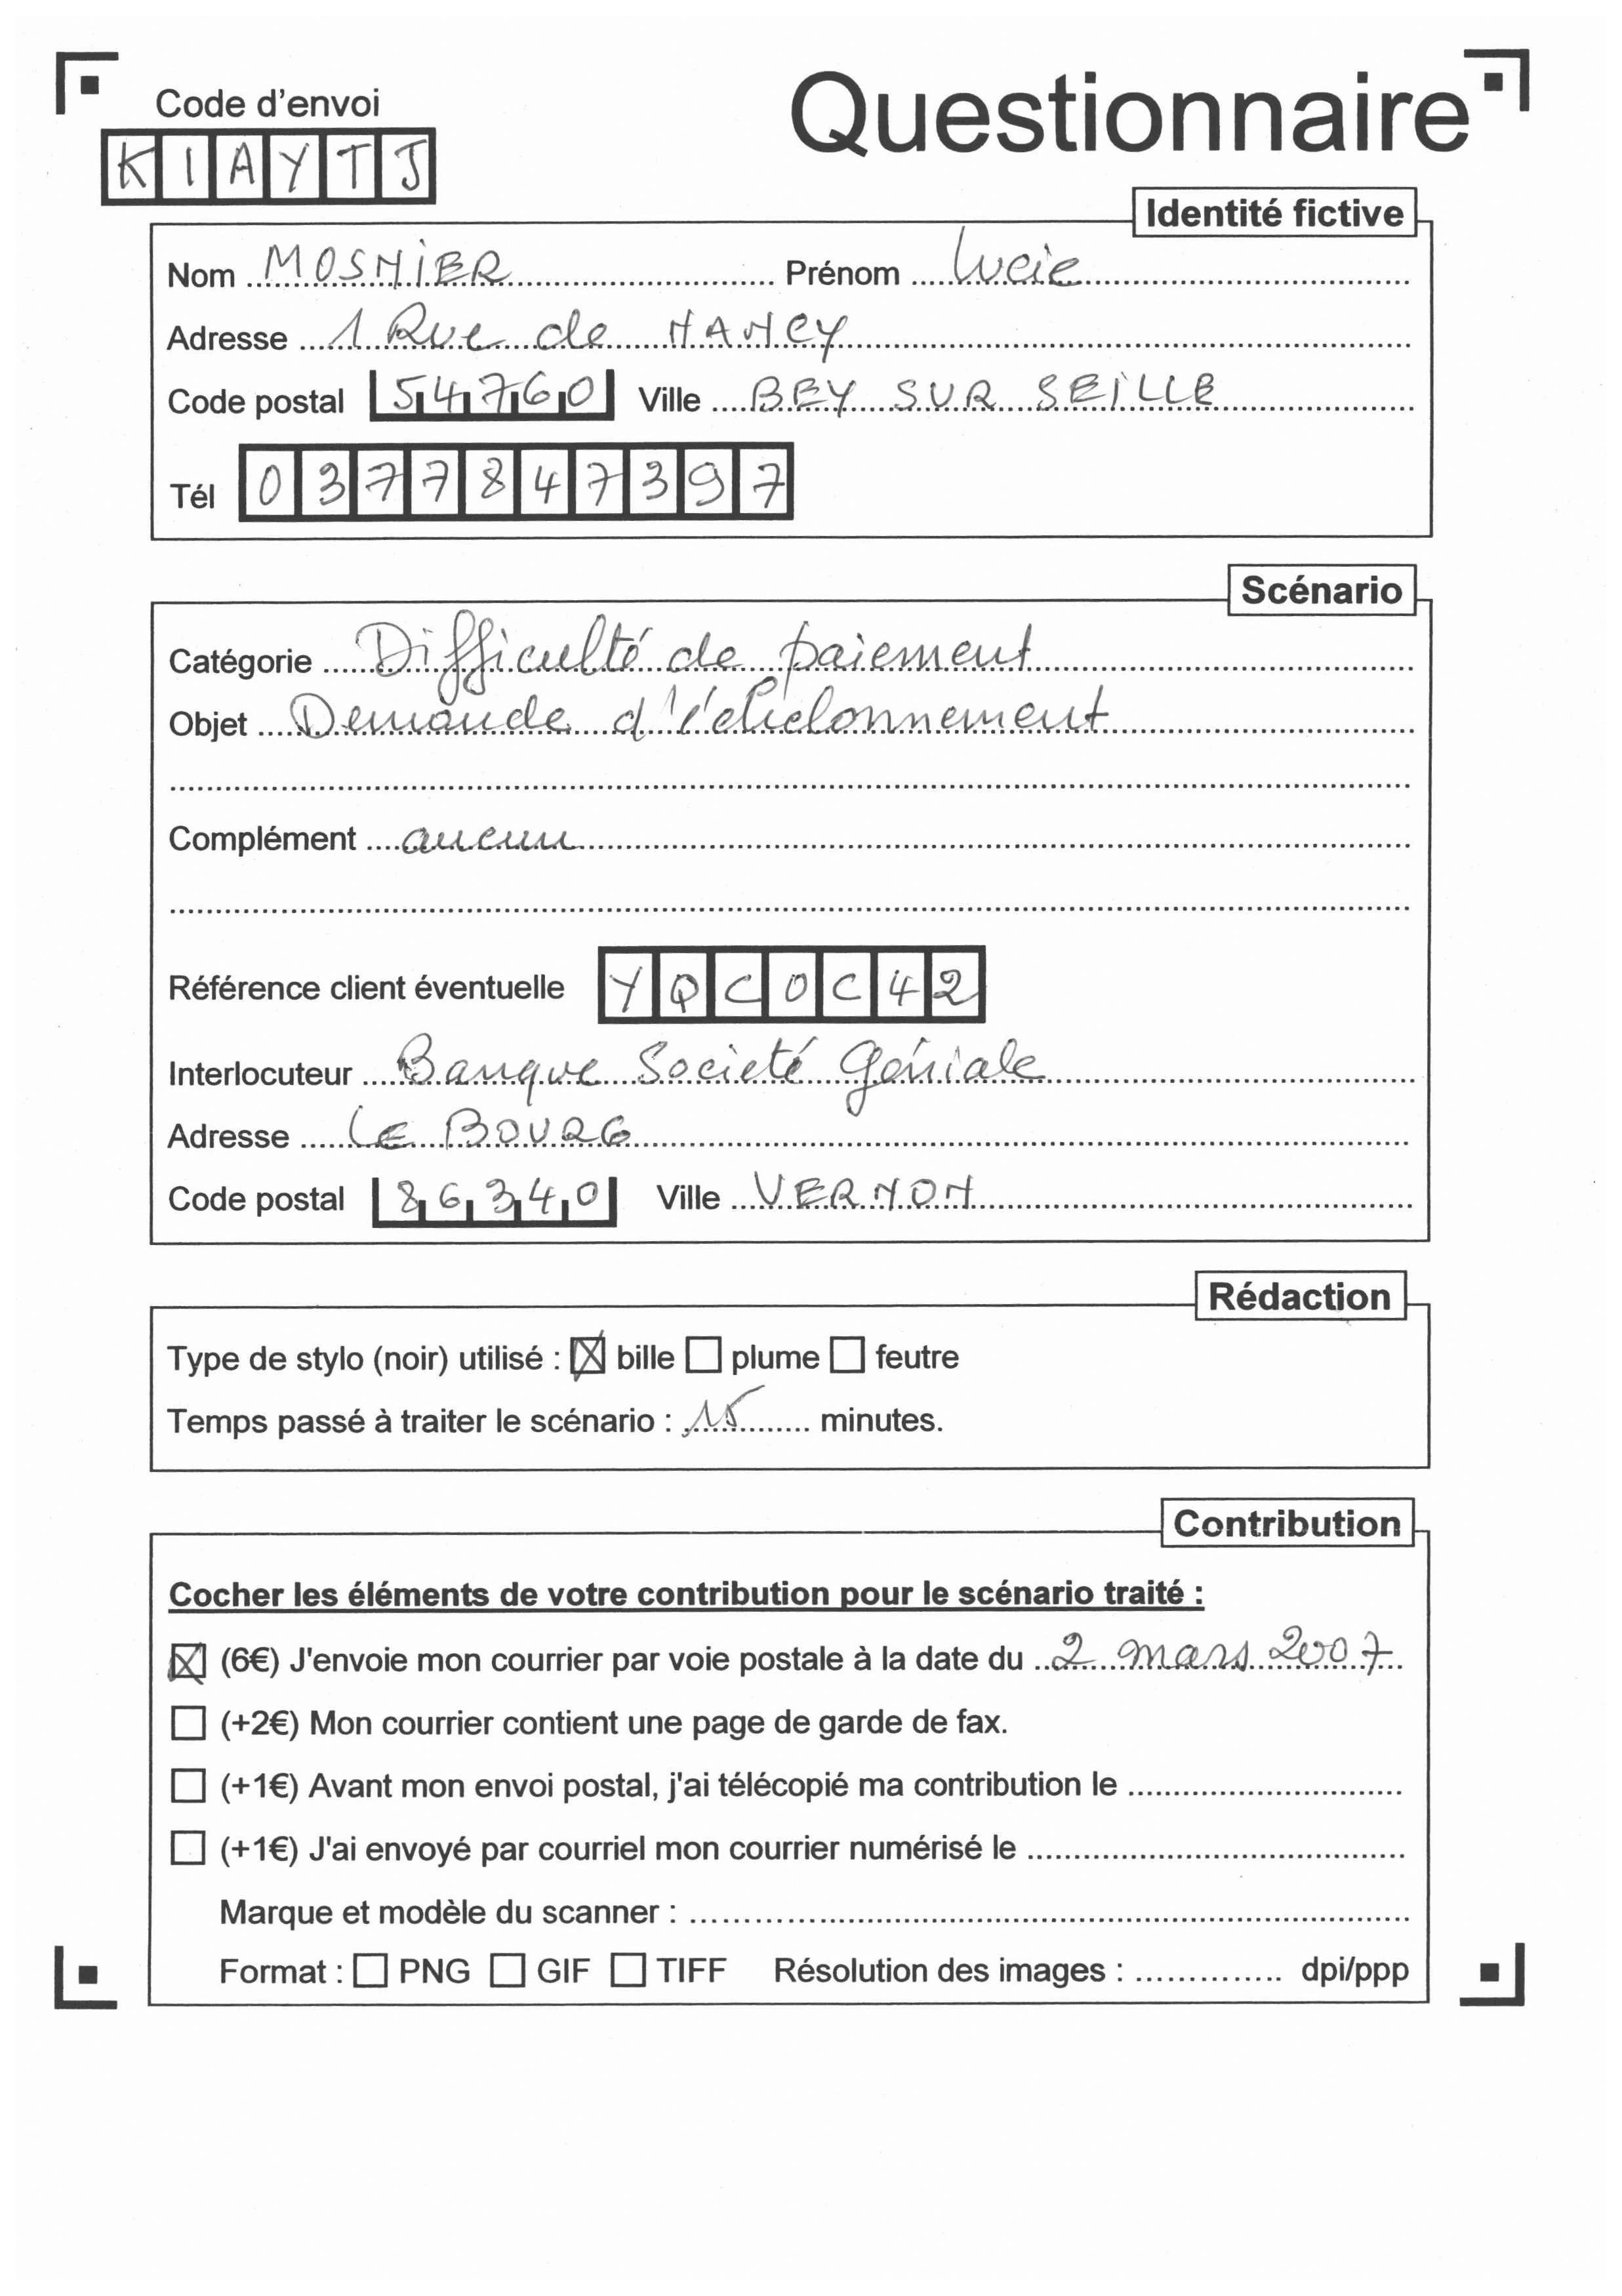 Questionnaire
Code d'envoi
KIAYTJ
Identité fictive
Nom MOSNIER Prénom Lucie
Adresse 1 Rue de NANCY
Code postal 54760 Ville BEY SUR SEILLE
Tél 0377847397
Scénario
Catégorie Difficulté de paiement
Objet Demande d'échelonnement
Complément aucun
Référence client éventuelle YQCOC42
Interlocuteur Banque Societé Géniale
Adresse Le BOURG
Code postal 86340 Ville VERNON
Rédaction
Type de stylo (noir) utilisé : ☒ bille ☐ plume ☐ feutre
Temps passé à traiter le scénario : 15 minutes.
Contribution
Cocher les éléments de votre contribution pour le scénario traité :
☒ (6€) J'envoie mon courrier par voie postale à la date du 2 mars 2007
☐ (+2€) Mon courrier contient une page de garde de fax.
☐ (+1€) Avant mon envoi postal, j'ai télécopié ma contribution le
☐ (+1€) J'ai envoyé par courriel mon courrier numérisé le
Marque et modèle du scanner :
Format : ☐ PNG ☐ GIF ☐ TIFF Résolution des images : dpi/ppp